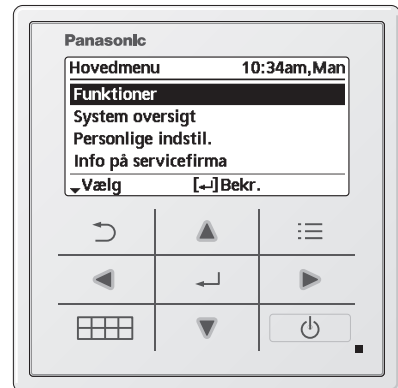 Panasonic
Hovedmenu 10:34am,Man
Funktioner
System oversigt
Personlige indstil.
Info på servicefirma
Vælg [↵]Bekr.